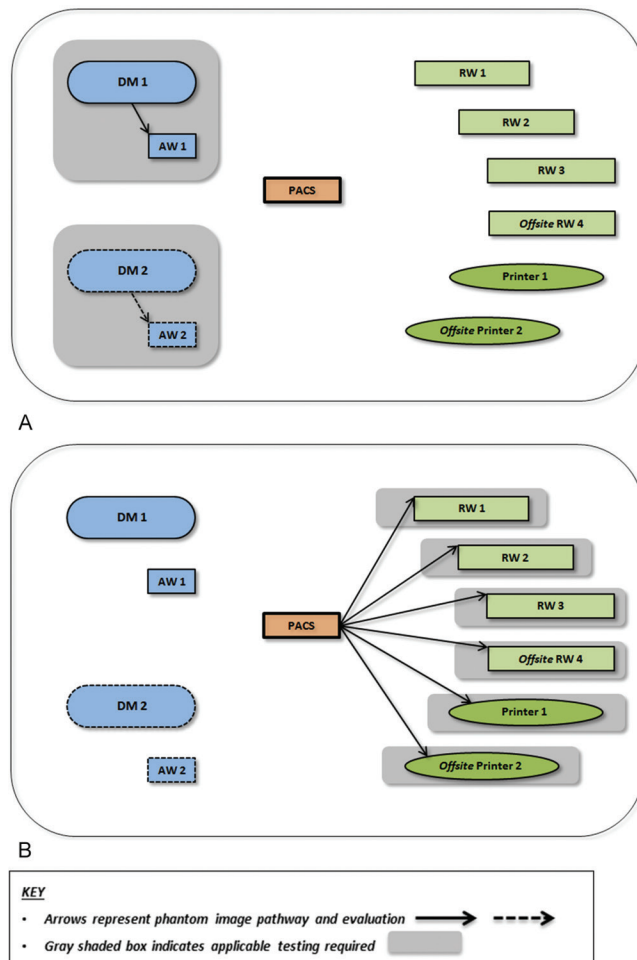 DM 1
AW 1
DM 2
AW 2
PACS
RW 1
RW 2
RW 3
Offsite RW 4
Printer 1
Offsite Printer 2
A
DM 1
AW 1
DM 2
AW 2
PACS
RW 1
RW 2
RW 3
Offsite RW 4
Printer 1
Offsite Printer 2
B
KEY
• Arrows represent phantom image pathway and evaluation
• Gray shaded box indicates applicable testing required